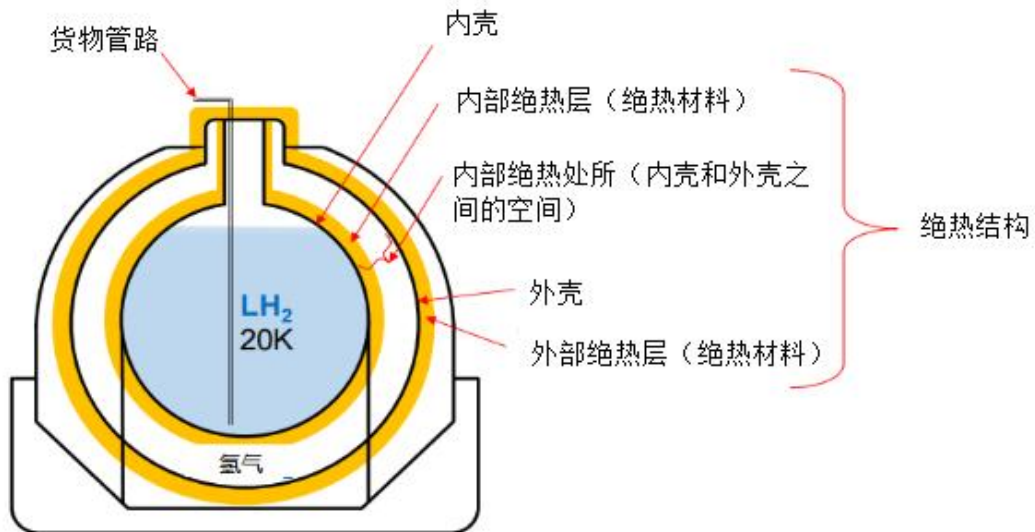 货物管路
内壳
内部绝热层（绝热材料）
内部绝热处所（内壳和外壳之
间的空间）
绝热结构
外壳
外部绝热层（绝热材料）
LH₂
20K
氢气